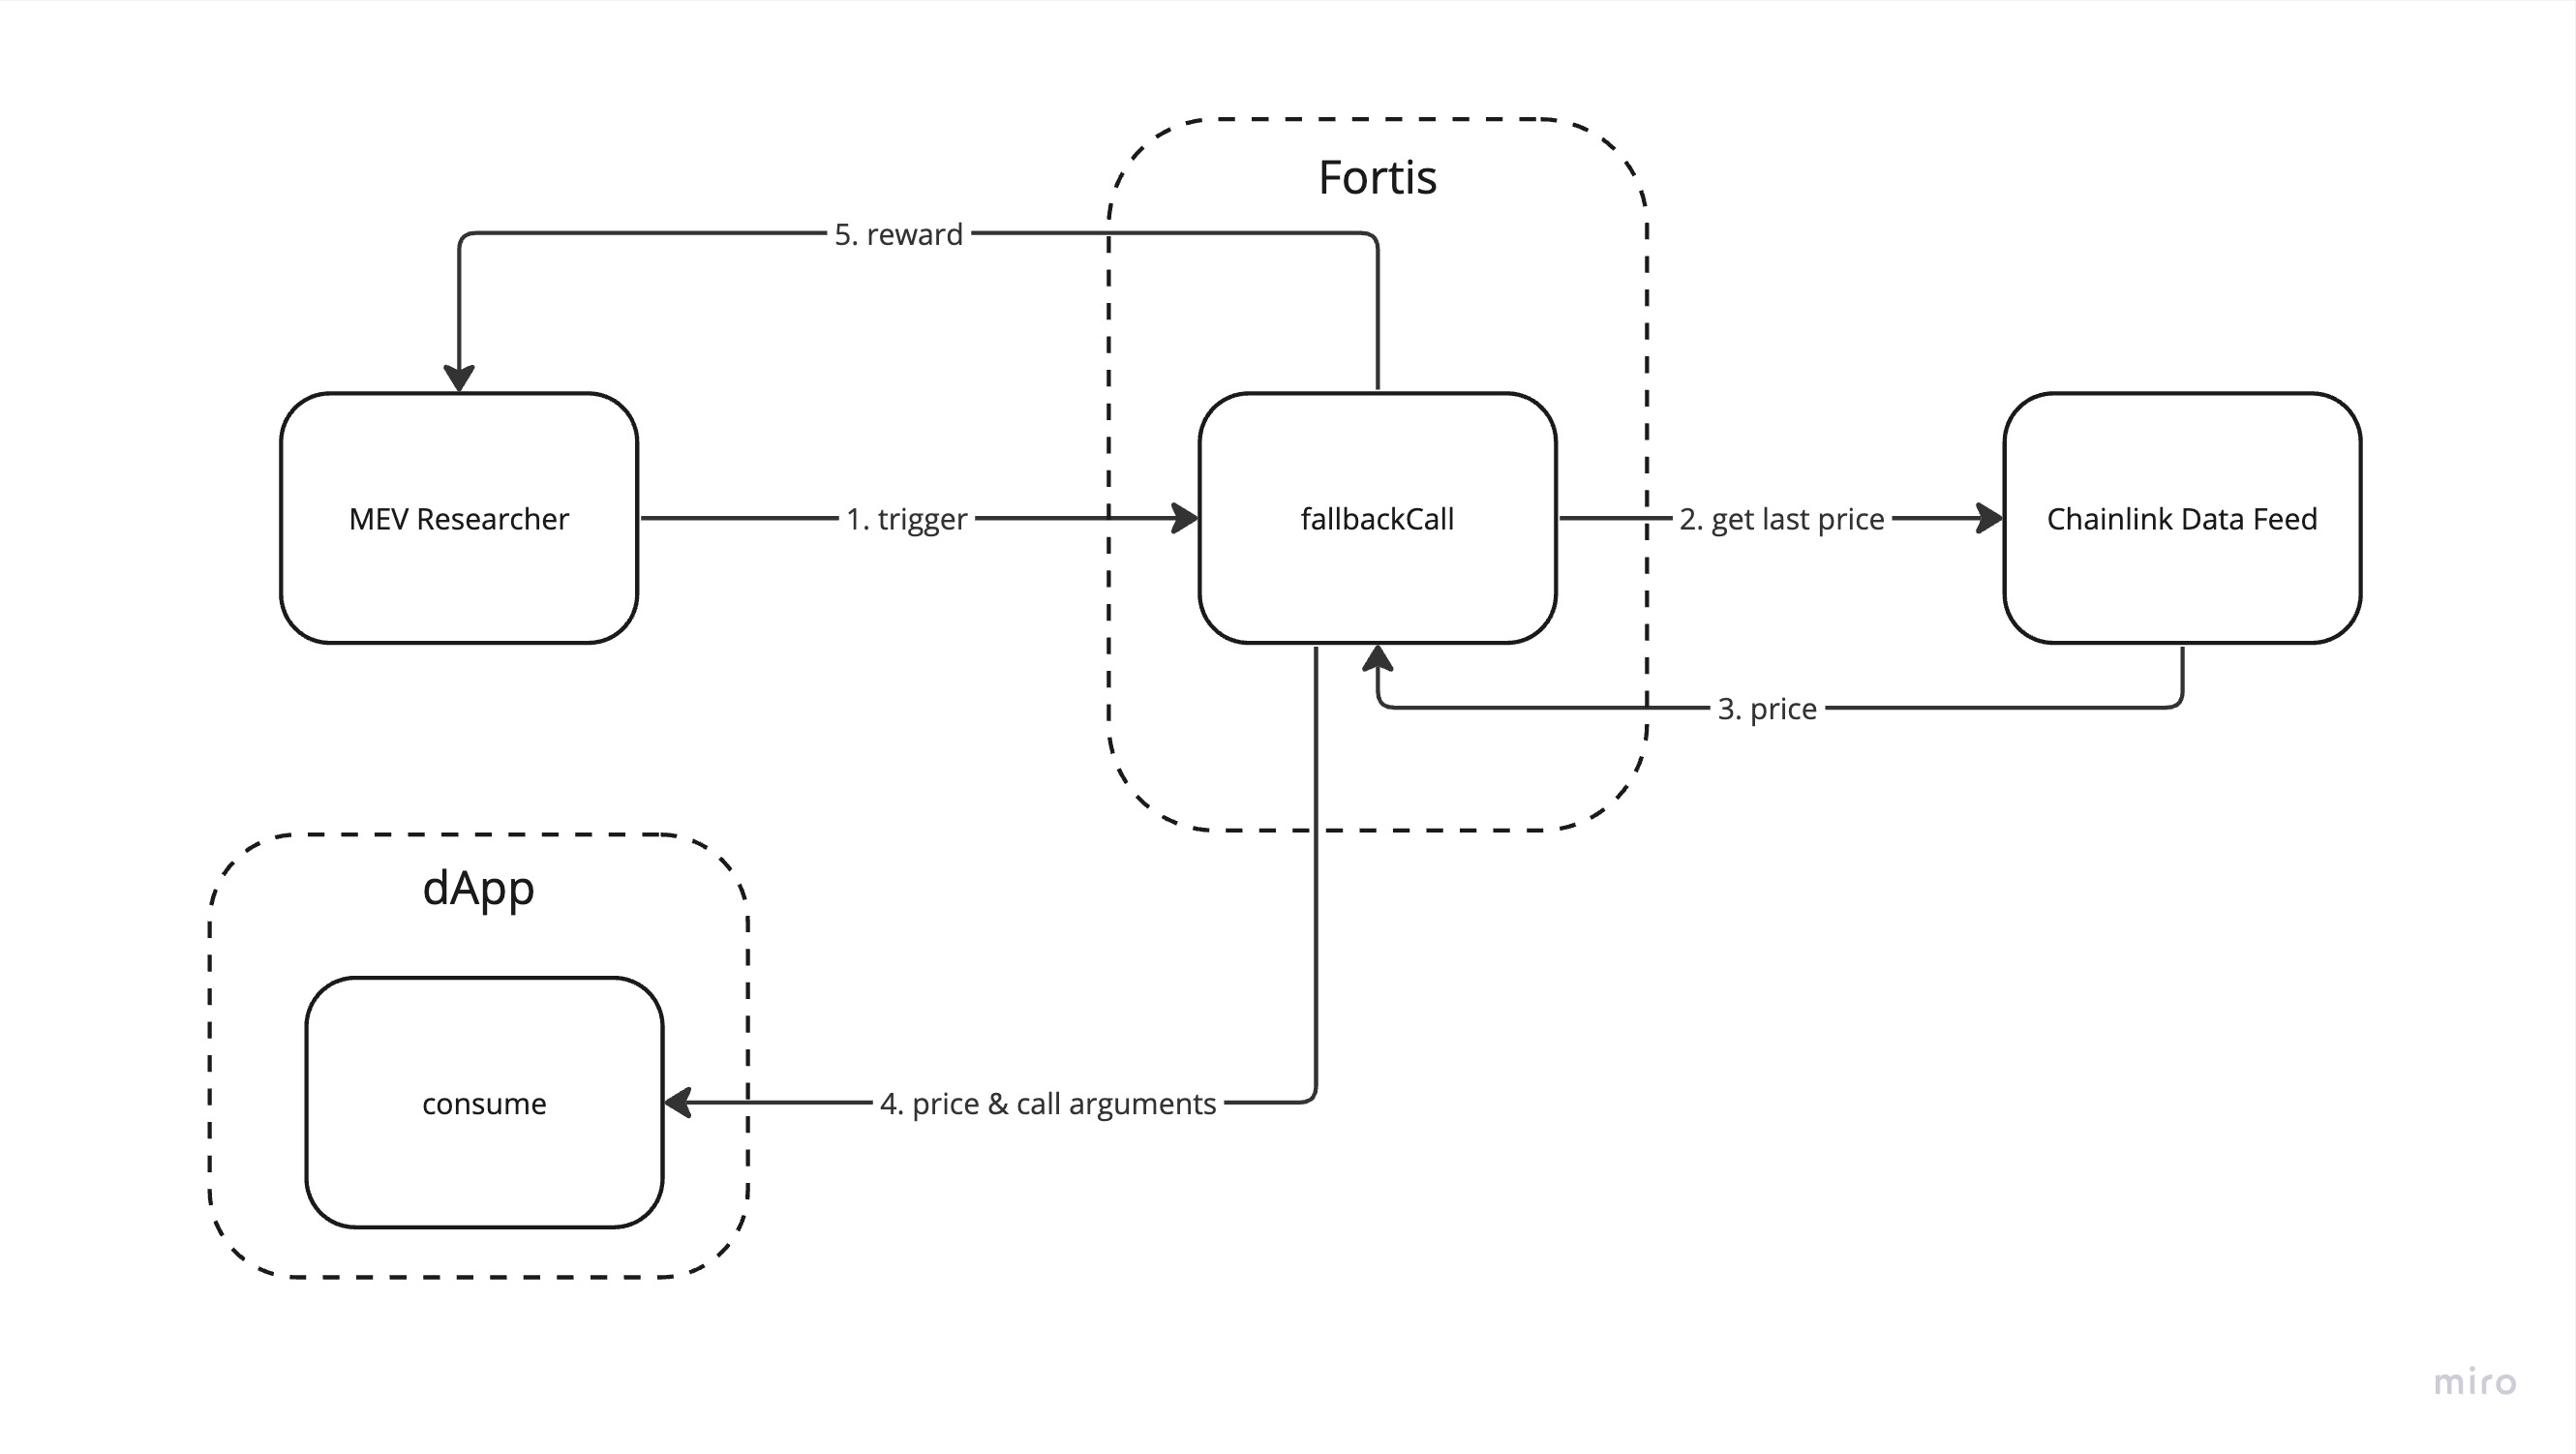 Fortis
5. reward
MEV Researcher
1. trigger
fallbackCall
2. get last price
Chainlink Data Feed
3. price
dApp
consume
4. price & call arguments
miro